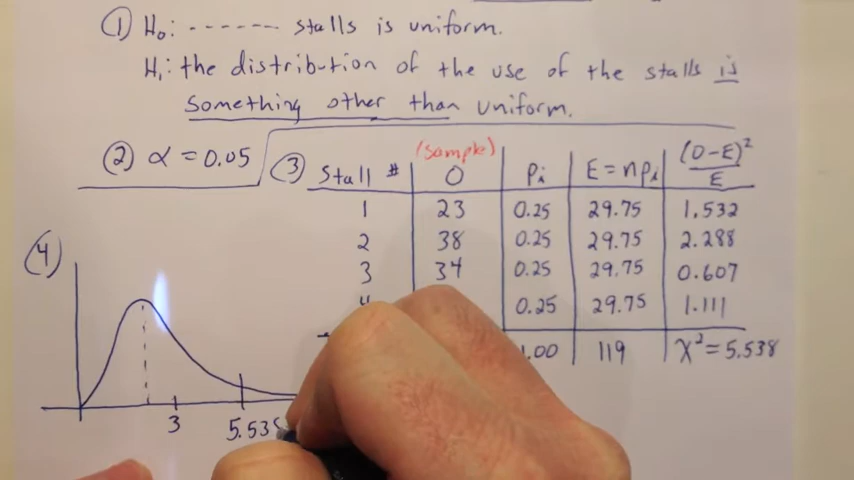 ① H₀: ------- stalls is uniform.
H₁: the distribution of the use of the stalls is
something other than uniform.
② α = 0.05
③ Stall # (sample) O pᵢ E = npᵢ (O-E)²/E
1 23 0.25 29.75 1.532
2 38 0.25 29.75 2.288
3 34 0.25 29.75 0.607
0.25 29.75 1.111
1.00 119 χ² = 5.538
④
3 5.538